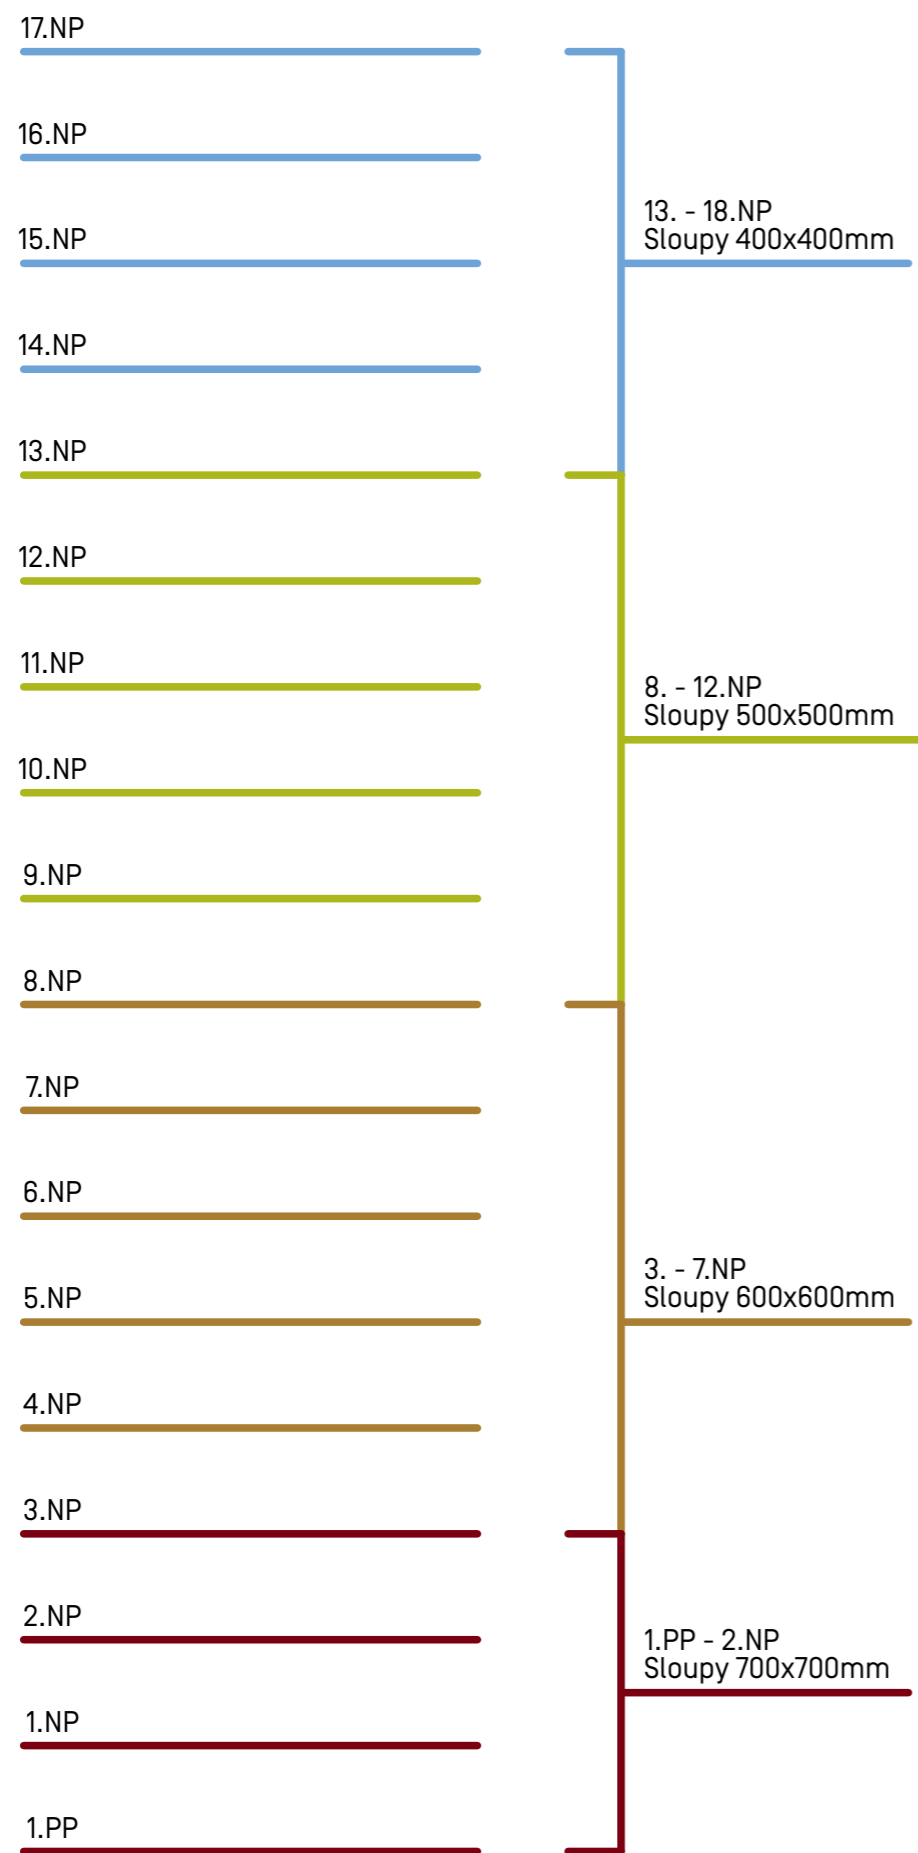 17.NP
16.NP
13. - 18.NP
Sloupy 400x400mm
15.NP
14.NP
13.NP
12.NP
11.NP
8. - 12.NP
Sloupy 500x500mm
10.NP
9.NP
8.NP
7.NP
6.NP
3. - 7.NP
Sloupy 600x600mm
5.NP
4.NP
3.NP
2.NP
1.PP - 2.NP
Sloupy 700x700mm
1.NP
1.PP